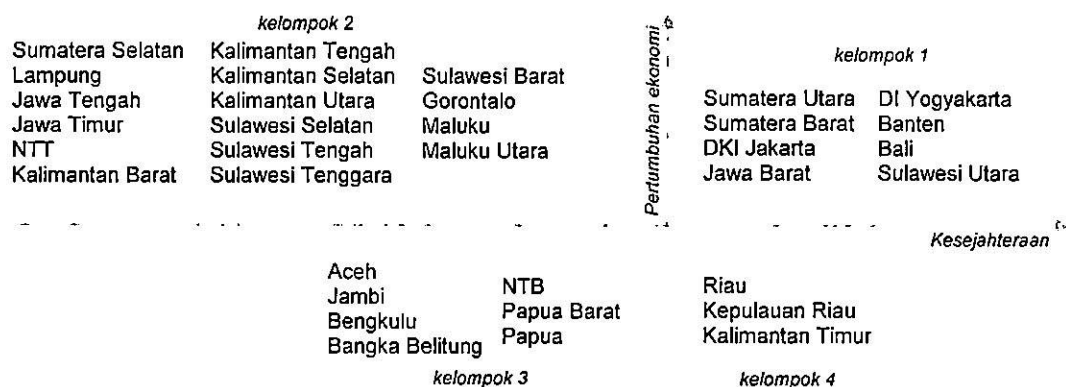 kelompok 2
Sumatera Selatan Kalimantan Tengah
Lampung Kalimantan Selatan Sulawesi Barat
Jawa Tengah Kalimantan Utara Gorontalo
Jawa Timur Sulawesi Selatan Maluku
NTT Sulawesi Tengah Maluku Utara
Kalimantan Barat Sulawesi Tenggara
Pertumbuhan ekonomi
kelompok 1
Sumatera Utara DI Yogyakarta
Sumatera Barat Banten
DKI Jakarta Bali
Jawa Barat Sulawesi Utara
Kesejahteraan
Aceh
Jambi
Bengkulu
Bangka Belitung
NTB
Papua Barat
Papua
kelompok 3
Riau
Kepulauan Riau
Kalimantan Timur
kelompok 4